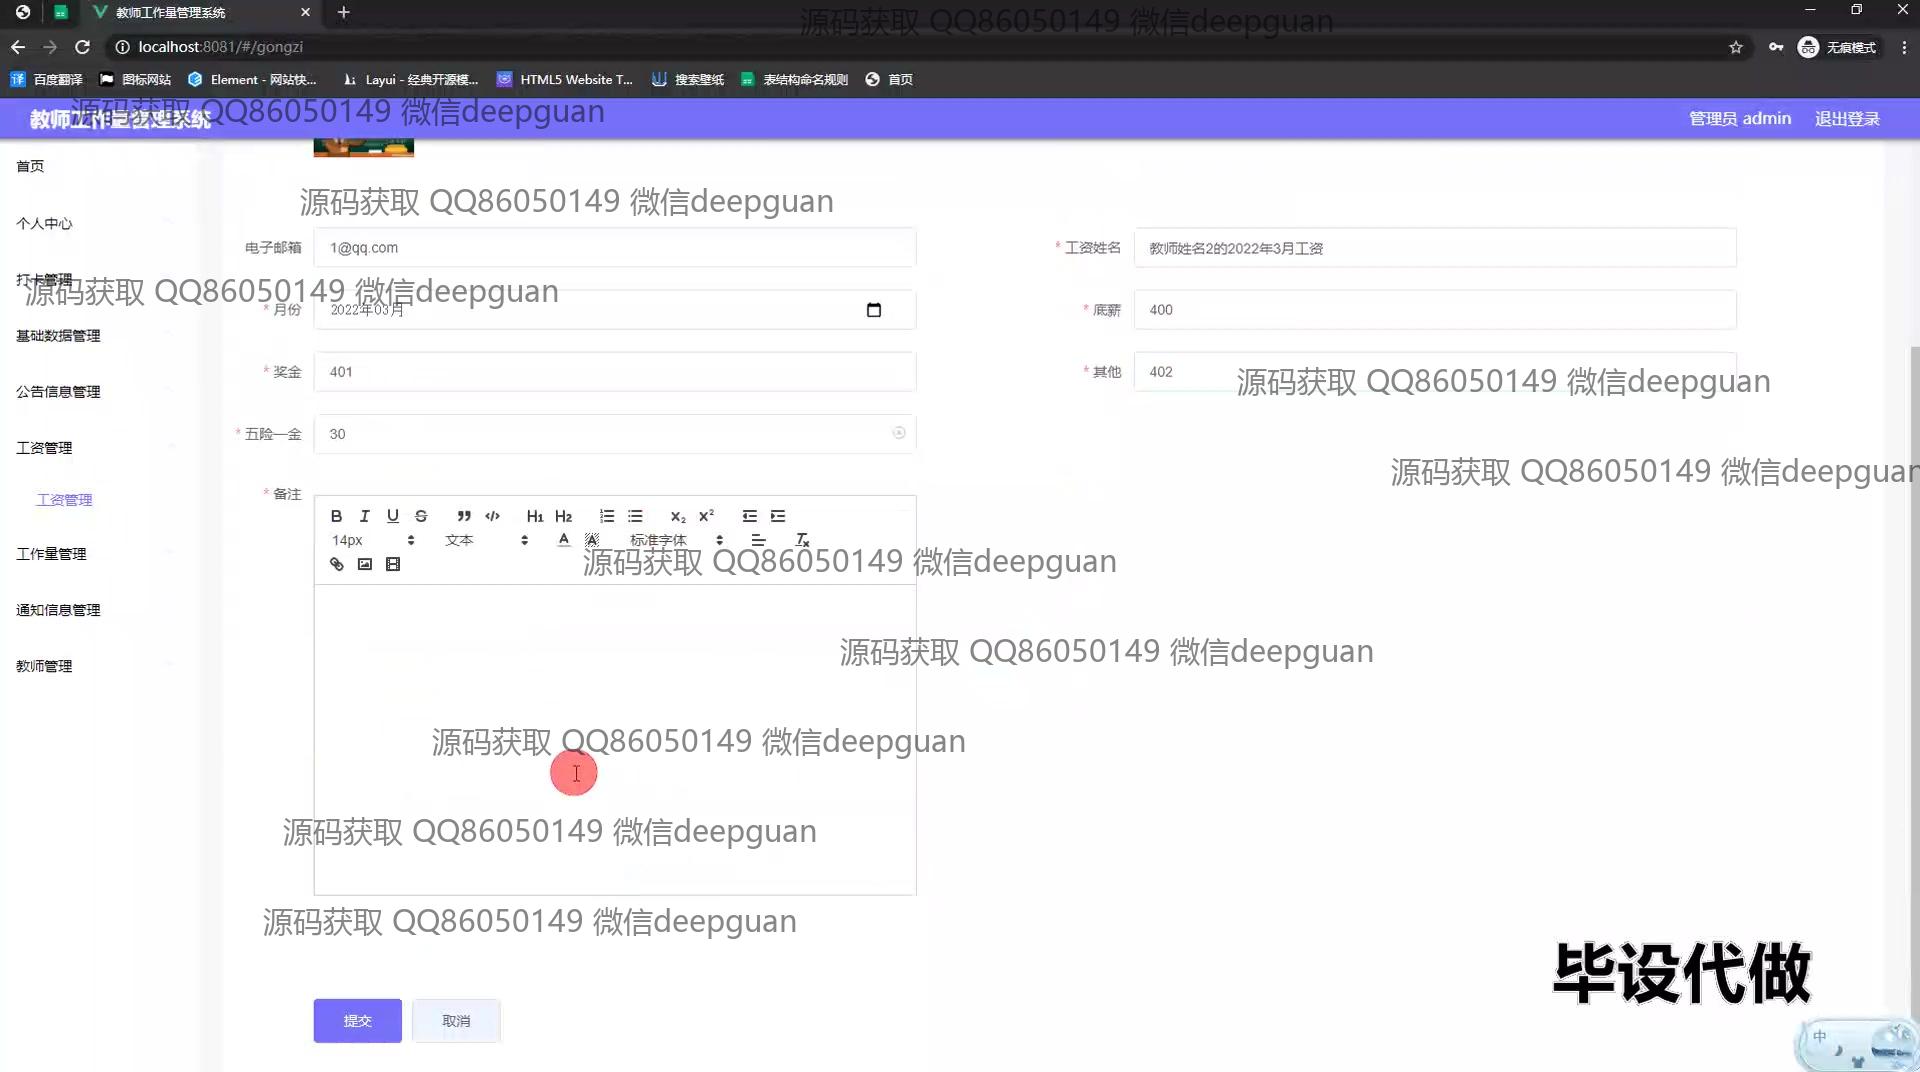 教师工作量管理系统
源码获取 QQ86050149 微信deepguan
localhost:8081/#/gongzi
无痕模式
百度翻译
图标网站
Element - 网站快...
Layui - 经典开源模...
HTML5 Website T...
搜索壁纸
表结构命名规则
首页
教师工作量管理系统
源码获取 QQ86050149 微信deepguan
管理员 admin
退出登录
首页
个人中心
打卡管理
基础数据管理
公告信息管理
工资管理
工资管理
工作量管理
通知信息管理
教师管理
源码获取 QQ86050149 微信deepguan
电子邮箱
1@qq.com
* 工资姓名
教师姓名2的2022年3月工资
源码获取 QQ86050149 微信deepguan
* 月份
2022年03月
* 底薪
400
* 奖金
401
* 其他
402
源码获取 QQ86050149 微信deepguan
* 五险一金
30
源码获取 QQ86050149 微信deepguan
* 备注
B I U S H1 H2 X2 X2
14px
文本
A A
标准字体
源码获取 QQ86050149 微信deepguan
源码获取 QQ86050149 微信deepguan
源码获取 QQ86050149 微信deepguan
源码获取 QQ86050149 微信deepguan
源码获取 QQ86050149 微信deepguan
毕设代做
提交
取消
中